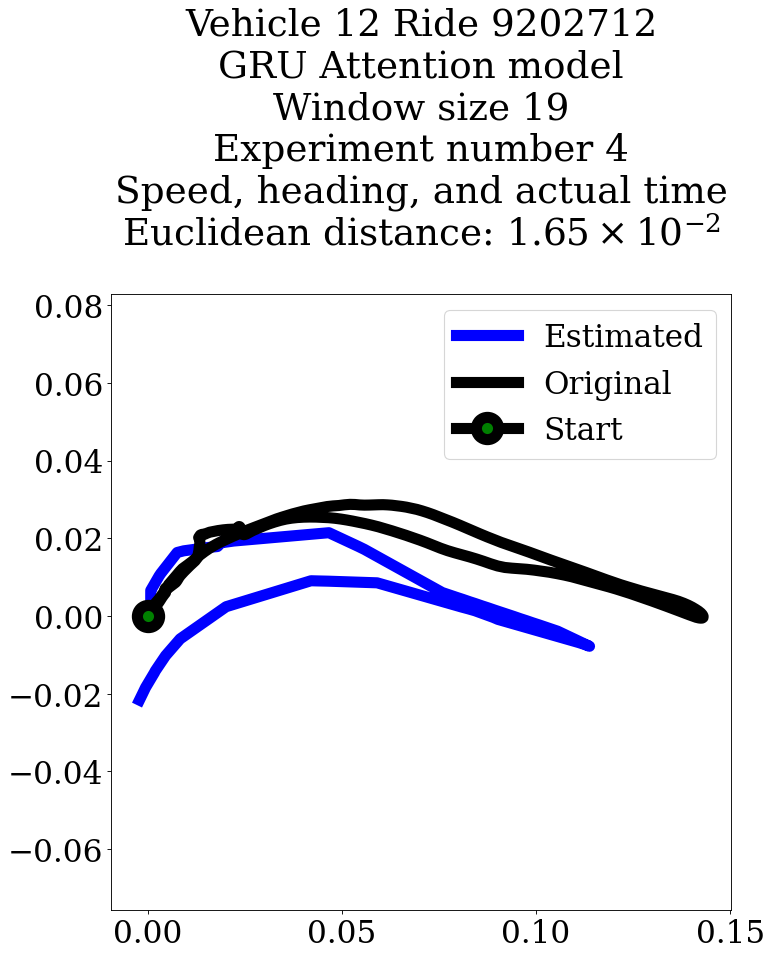 Vehicle 12 Ride 9202712
GRU Attention model
Window size 19
Experiment number 4
Speed, heading, and actual time
Euclidean distance: 1.65 × 10⁻²
Estimated
Original
Start
0.08
0.06
0.04
0.02
0.00
−0.02
−0.04
−0.06
0.00 0.05 0.10 0.15